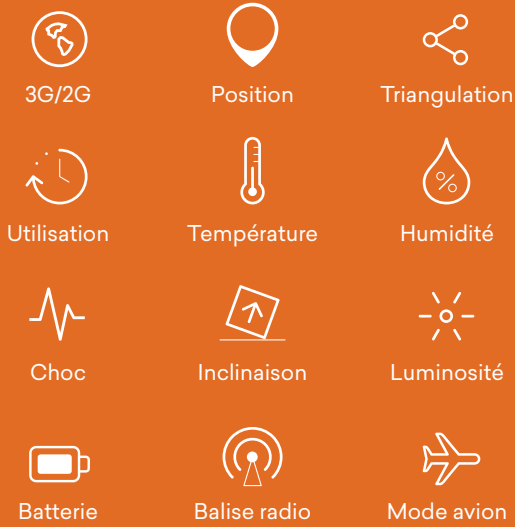 3G/2G
Position
Triangulation
Utilisation
Température
%
Humidité
Choc
Inclinaison
Luminosité
Batterie
Balise radio
Mode avion